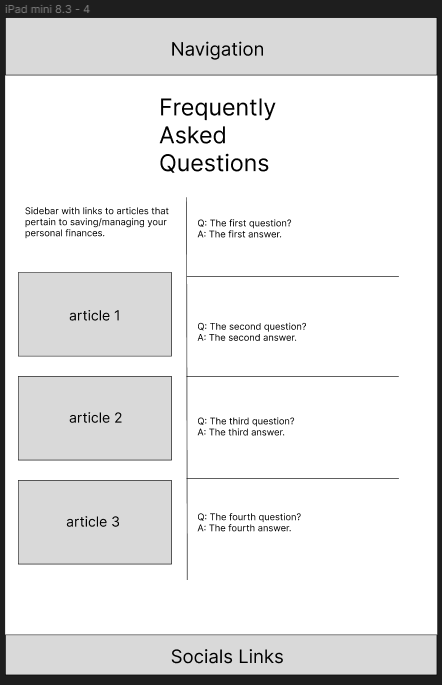 iPad mini 8.3 - 4
Navigation
Frequently
Asked
Questions
Sidebar with links to articles that
pertain to saving/managing your
personal finances.
article 1
article 2
article 3
Q: The first question?
A: The first answer.
Q: The second question?
A: The second answer.
Q: The third question?
A: The third answer.
Q: The fourth question?
A: The fourth answer.
Socials Links